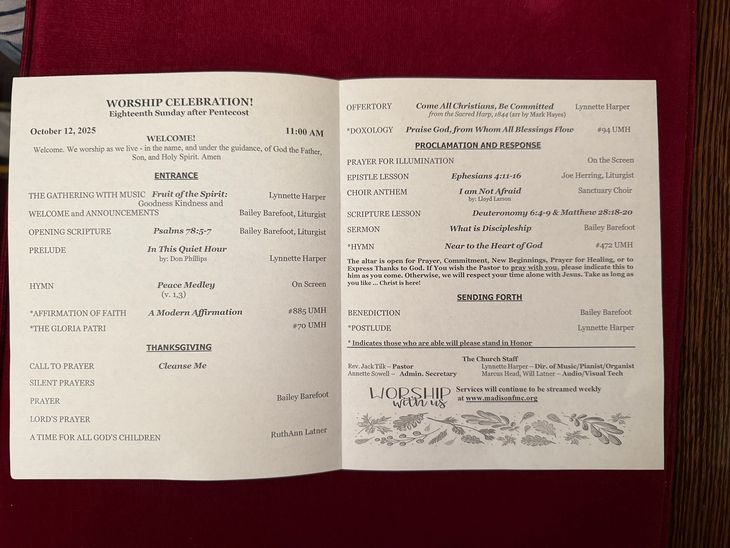 WORSHIP CELEBRATION!
Eighteenth Sunday after Pentecost
October 12, 2025 11:00 AM
WELCOME!
Welcome. We worship as we live - in the name, and under the guidance, of God the Father,
Son, and Holy Spirit. Amen
ENTRANCE
THE GATHERING WITH MUSIC Fruit of the Spirit: Lynnette Harper
Goodness Kindness and
WELCOME and ANNOUNCEMENTS Bailey Barefoot, Liturgist
OPENING SCRIPTURE Psalms 78:5-7 Bailey Barefoot, Liturgist
PRELUDE In This Quiet Hour
by: Don Phillips Lynnette Harper
HYMN Peace Medley On Screen
(v. 1,3)
*AFFIRMATION OF FAITH A Modern Affirmation #885 UMH
*THE GLORIA PATRI #70 UMH
THANKSGIVING
CALL TO PRAYER Cleanse Me
SILENT PRAYERS
PRAYER Bailey Barefoot
LORD'S PRAYER
A TIME FOR ALL GOD'S CHILDREN RuthAnn Latner
OFFERTORY Come All Christians, Be Committed Lynnette Harper
from the Sacred Harp, 1844 (arr by Mark Hayes)
*DOXOLOGY Praise God, from Whom All Blessings Flow #94 UMH
PROCLAMATION AND RESPONSE
PRAYER FOR ILLUMINATION On the Screen
EPISTLE LESSON Ephesians 4:11-16 Joe Herring, Liturgist
CHOIR ANTHEM I am Not Afraid Sanctuary Choir
by: Lloyd Larson
SCRIPTURE LESSON Deuteronomy 6:4-9 & Matthew 28:18-20
SERMON What is Discipleship Bailey Barefoot
*HYMN Near to the Heart of God #472 UMH
The altar is open for Prayer, Commitment, New Beginnings, Prayer for Healing, or to
Express Thanks to God. If You wish the Pastor to pray with you, please indicate this to
him as you come. Otherwise, we will respect your time alone with Jesus. Take as long as
you like ... Christ is here!
SENDING FORTH
BENEDICTION Bailey Barefoot
*POSTLUDE Lynnette Harper
* Indicates those who are able will please stand in Honor
The Church Staff
Rev. Jack Tilk – Pastor Lynnette Harper – Dir. of Music/Pianist/Organist
Annette Sowell – Admin. Secretary Marcus Head, Will Latner – Audio/Visual Tech
WORSHIP with us
Services will continue to be streamed weekly
at www.madisonfmc.org